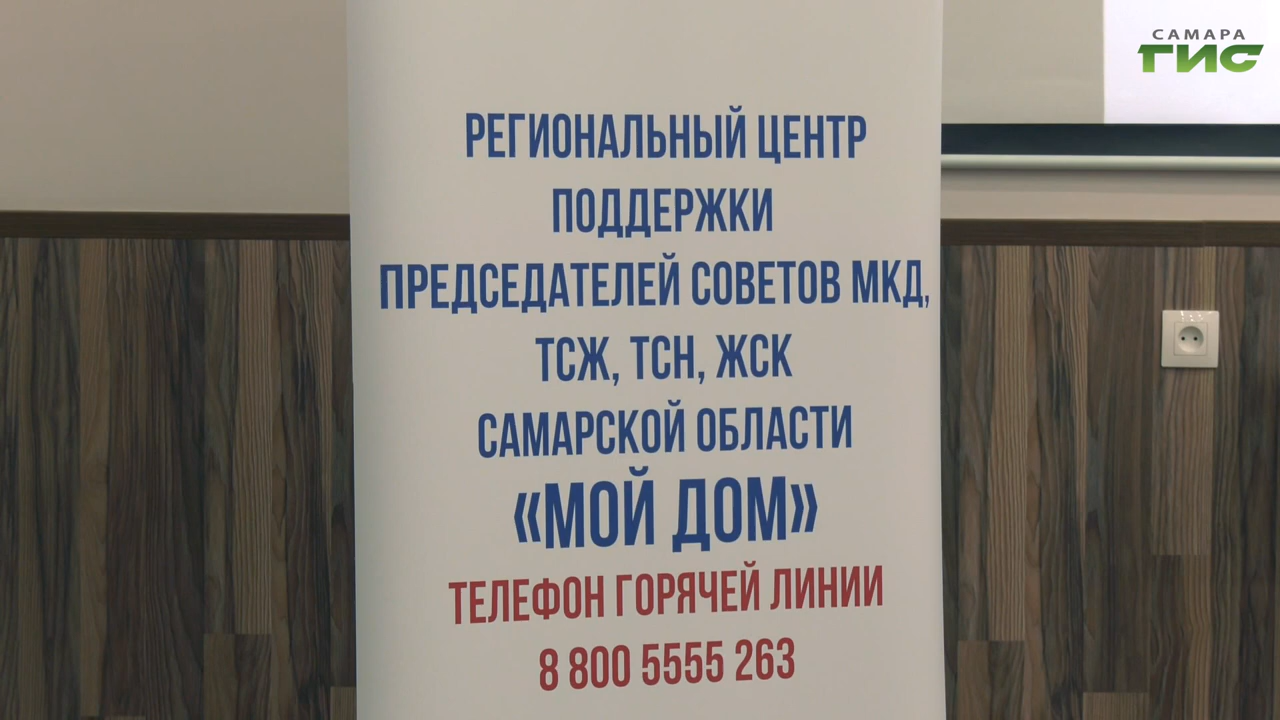 САМАРА
ГИС
РЕГИОНАЛЬНЫЙ ЦЕНТР
ПОДДЕРЖКИ
ПРЕДСЕДАТЕЛЕЙ СОВЕТОВ МКД,
ТСЖ, ТСН, ЖСК
САМАРСКОЙ ОБЛАСТИ
«МОЙ ДОМ»
ТЕЛЕФОН ГОРЯЧЕЙ ЛИНИИ
8 800 5555 263